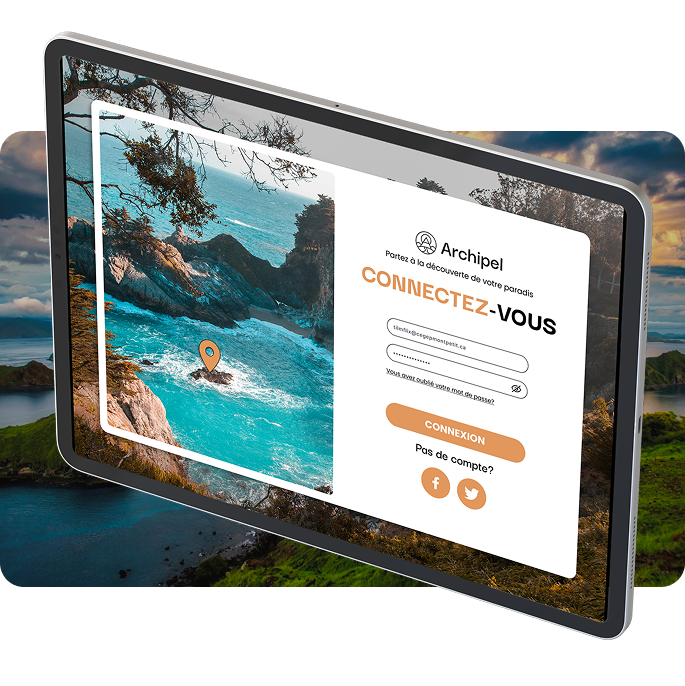 Archipel
Partez à la découverte de votre paradis
CONNECTEZ-VOUS
timflix@cegepmontpetit.ca
••••••••••••••
Vous avez oublié votre mot de passe?
CONNEXION
Pas de compte?